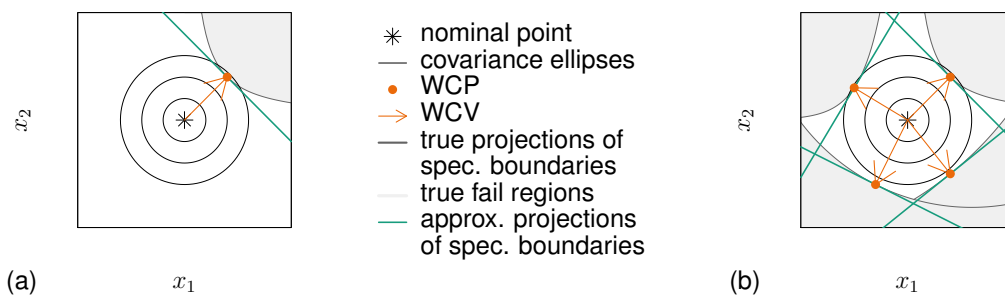 x₂
(a)
x₁
nominal point
covariance ellipses
WCP
WCV
true projections of
spec. boundaries
true fail regions
approx. projections
of spec. boundaries
x₂
(b)
x₁